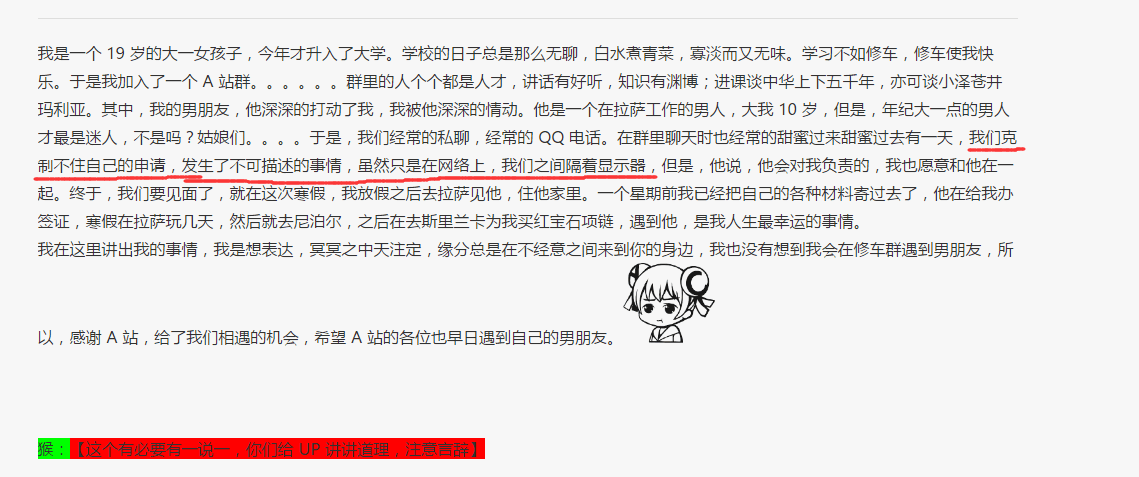 我是一个 19 岁的大一女孩子，今年才升入了大学。学校的日子总是那么无聊，白水煮青菜，寡淡而又无味。学习不如修车，修车使我快
乐。于是我加入了一个 A 站群。。。。。。群里的人个个都是人才，讲话有好听，知识有渊博；进课谈中华上下五千年，亦可谈小泽苍井
玛利亚。其中，我的男朋友，他深深的打动了我，我被他深深的情动。他是一个在拉萨工作的男人，大我 10 岁，但是，年纪大一点的男人
才最是迷人，不是吗？姑娘们。。。。于是，我们经常的私聊，经常的 QQ 电话。在群里聊天时也经常的甜蜜过来甜蜜过去有一天，我们克
制不住自己的申请，发生了不可描述的事情，虽然只是在网络上，我们之间隔着显示器，但是，他说，他会对我负责的，我也愿意和他在一
起。终于，我们要见面了，就在这次寒假，我放假之后去拉萨见他，住他家里。一个星期前我已经把自己的各种材料寄过去了，他在给我办
签证，寒假在拉萨玩几天，然后就去尼泊尔，之后在去斯里兰卡为我买红宝石项链，遇到他，是我人生最幸运的事情。
我在这里讲出我的事情，我是想表达，冥冥之中天注定，缘分总是在不经意之间来到你的身边，我也没有想到我会在修车群遇到男朋友，所
以，感谢 A 站，给了我们相遇的机会，希望 A 站的各位也早日遇到自己的男朋友。
猴：【这个有必要有一说一，你们给 UP 讲讲道理，注意言辞】